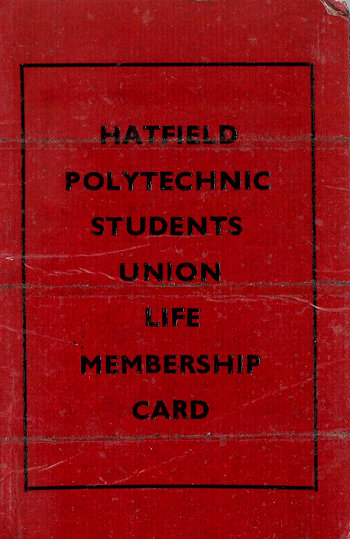 HATFIELD
POLYTECHNIC
STUDENTS
UNION
LIFE
MEMBERSHIP
CARD